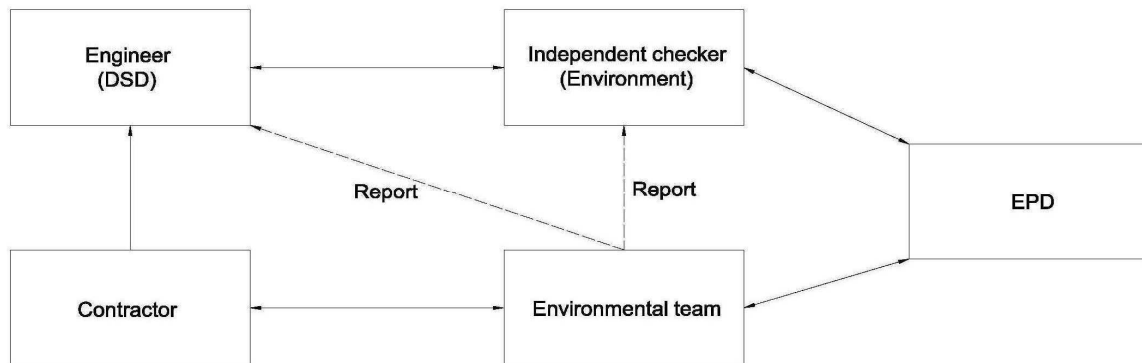 Engineer
(DSD)
Independent checker
(Environment)
Report
Report
EPD
Contractor
Environmental team